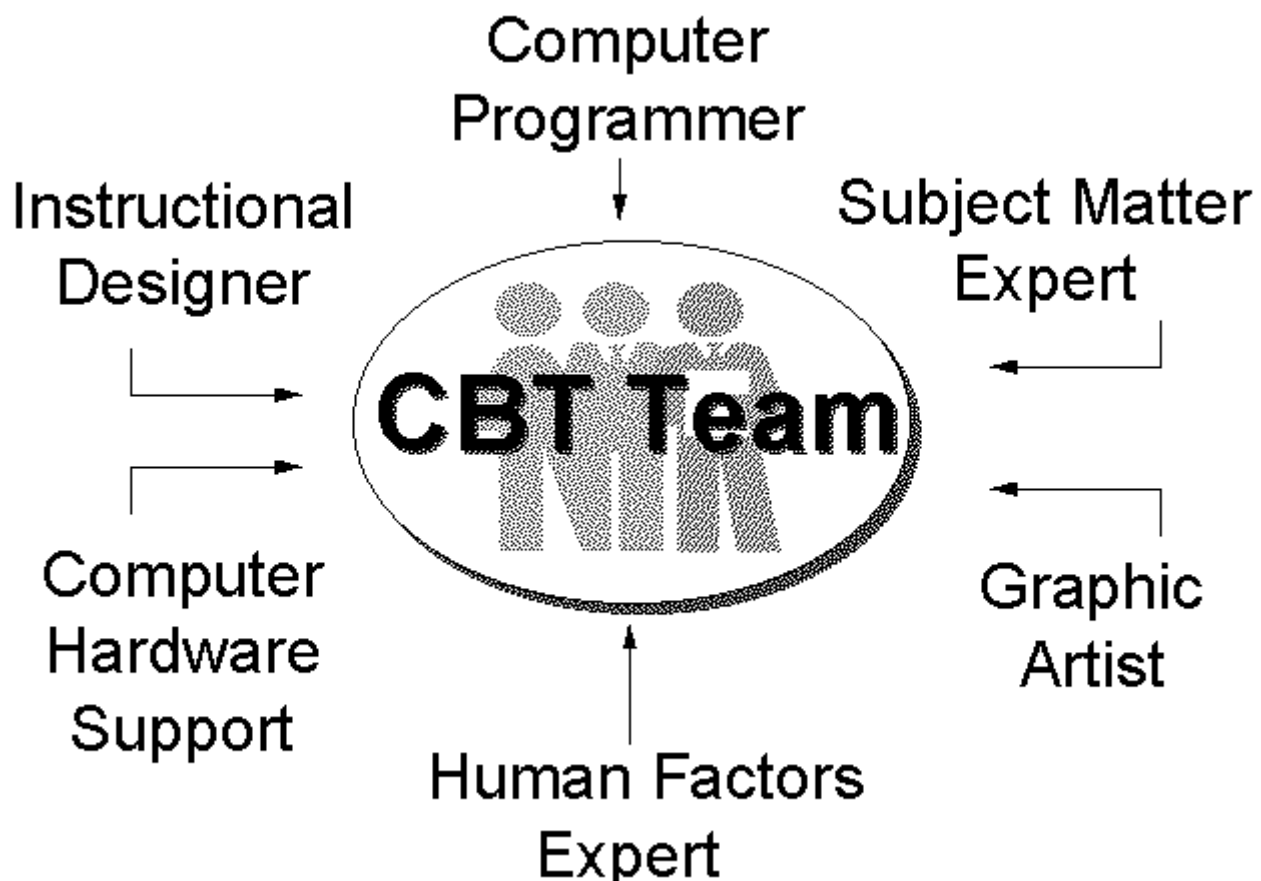 Computer
Programmer
Instructional
Designer
Subject Matter
Expert
CBT Team
Computer
Hardware
Support
Graphic
Artist
Human Factors
Expert